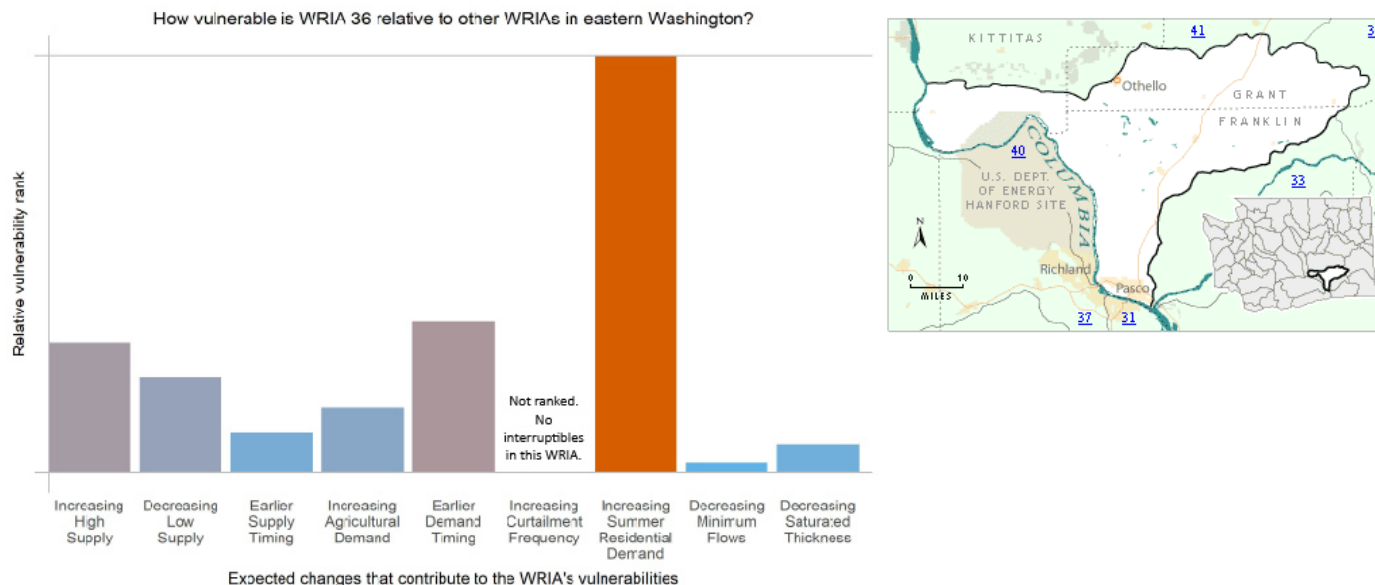 How vulnerable is WRIA 36 relative to other WRIAs in eastern Washington?
Relative vulnerability rank
Not ranked.
No
interruptibles
in this WRIA.
Increasing
High
Supply
Decreasing
Low
Supply
Earlier
Supply
Timing
Increasing
Agricultural
Demand
Earlier
Demand
Timing
Increasing
Curtailment
Frequency
Increasing
Summer
Residential
Demand
Decreasing
Minimum
Flows
Decreasing
Saturated
Thickness
Expected changes that contribute to the WRIA's vulnerabilities
KITTITAS
41
3
Othello
GRANT
FRANKLIN
40
COLUMBIA
U.S. DEPT.
OF ENERGY
HANFORD SITE
33
N
0 10
MILES
Richland
Pasco
37
31